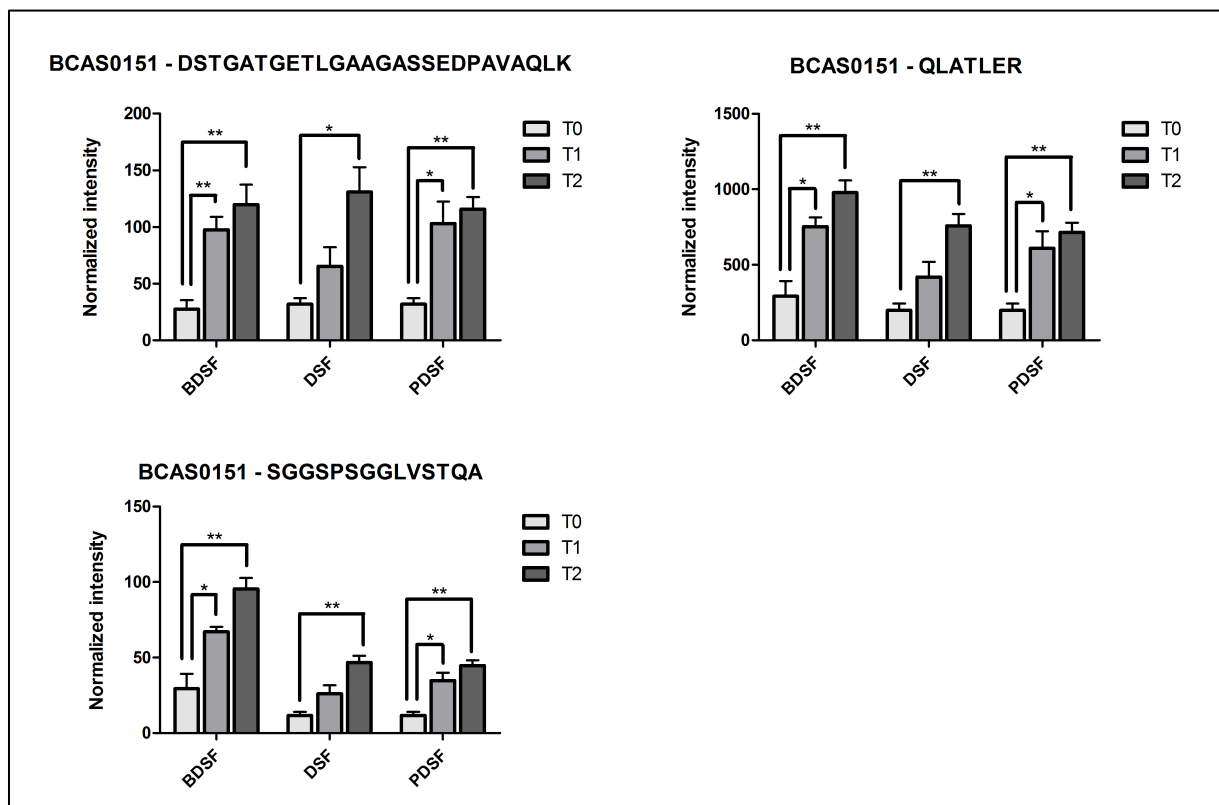 BCAS0151 - DSTGATGETLGAAGASSEDPAVAQLK
Normalized intensity
200
150
100
50
0
**
**
*
**
*
BDSF
DSF
PDSF
T0
T1
T2
BCAS0151 - QLATLER
Normalized intensity
1500
1000
500
0
**
*
**
**
*
BDSF
DSF
PDSF
T0
T1
T2
BCAS0151 - SGGSPSGGLVSTQA
Normalized intensity
150
100
50
0
**
*
**
**
*
BDSF
DSF
PDSF
T0
T1
T2